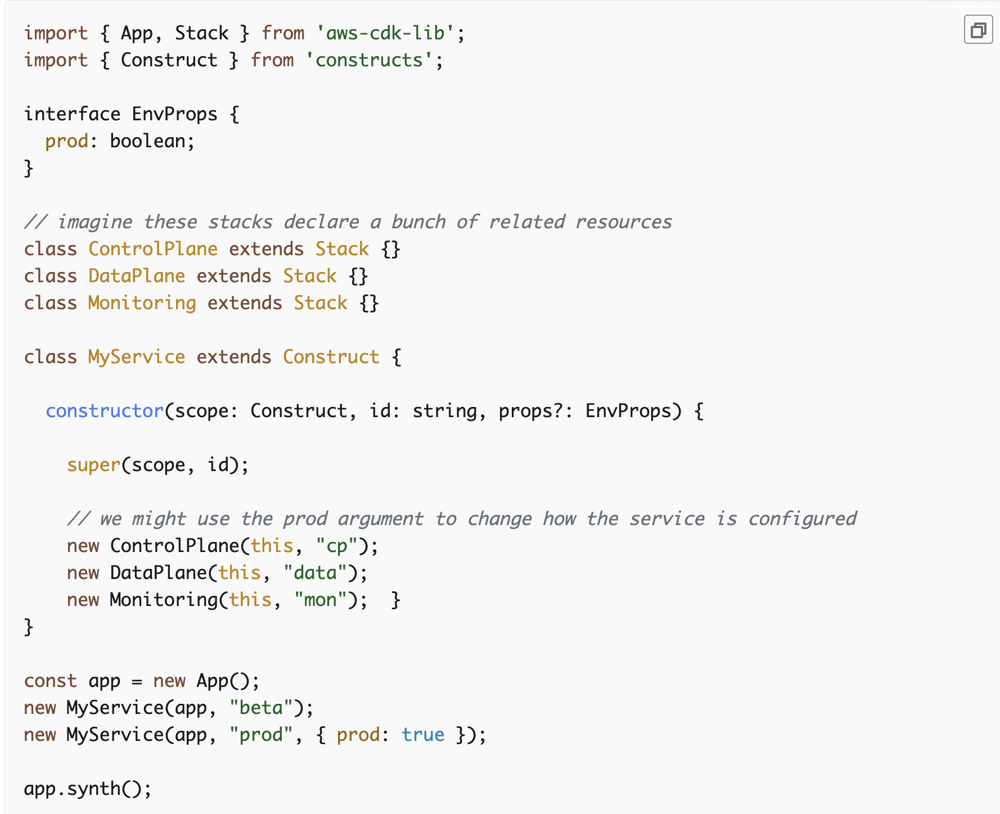 import { App, Stack } from 'aws-cdk-lib';
import { Construct } from 'constructs';

interface EnvProps {
  prod: boolean;
}

// imagine these stacks declare a bunch of related resources
class ControlPlane extends Stack {}
class DataPlane extends Stack {}
class Monitoring extends Stack {}

class MyService extends Construct {

  constructor(scope: Construct, id: string, props?: EnvProps) {

    super(scope, id);

    // we might use the prod argument to change how the service is configured
    new ControlPlane(this, "cp");
    new DataPlane(this, "data");
    new Monitoring(this, "mon");  }
}

const app = new App();
new MyService(app, "beta");
new MyService(app, "prod", { prod: true });

app.synth();